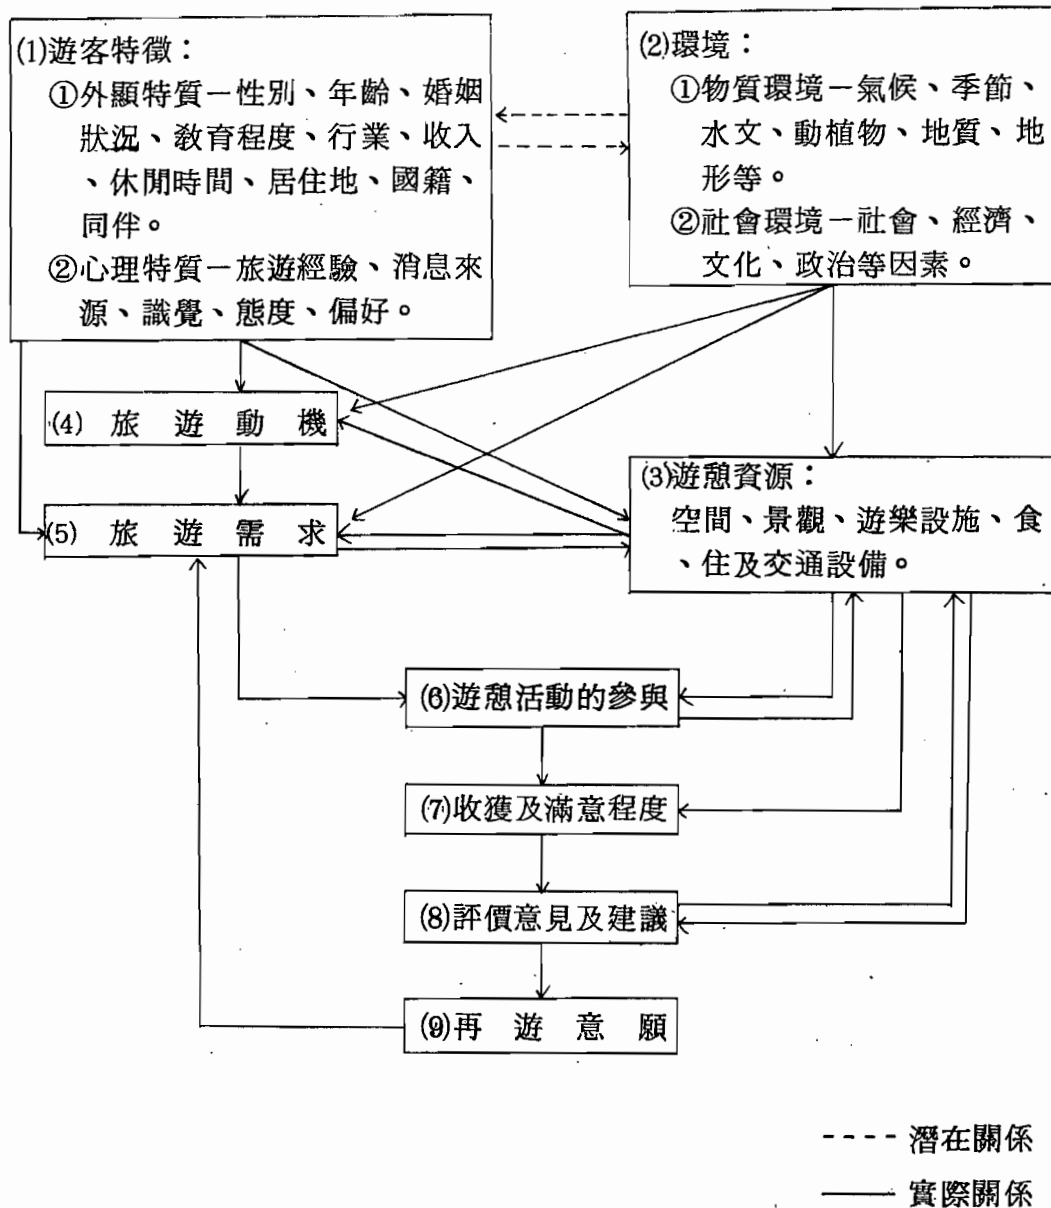 (1)遊客特徵：
①外顯特質－性別、年齡、婚姻
狀況、教育程度、行業、收入
、休閒時間、居住地、國籍、
同伴。
②心理特質－旅遊經驗、消息來
源、識覺、態度、偏好。
(2)環境：
①物質環境－氣候、季節、
水文、動植物、地質、地
形等。
②社會環境－社會、經濟、
文化、政治等因素。
(4) 旅遊動機
(3)遊憩資源：
空間、景觀、遊樂設施、食
、住及交通設備。
(5) 旅遊需求
(6)遊憩活動的參與
(7)收獲及滿意程度
(8)評價意見及建議
(9)再遊意願
潛在關係
實際關係